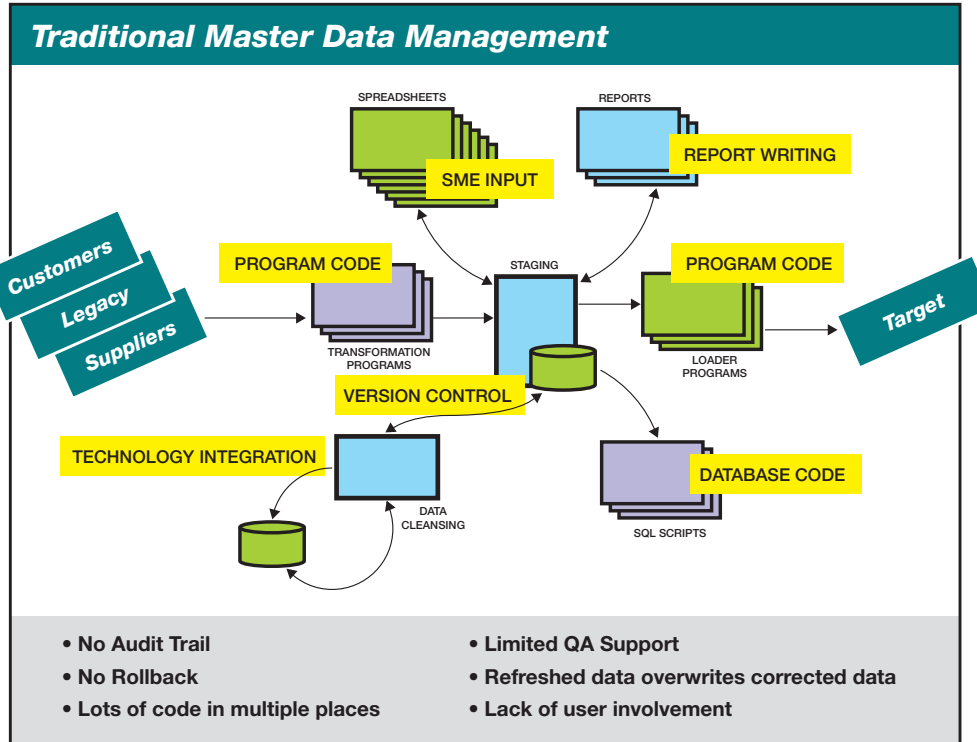 Traditional Master Data Management
SPREADSHEETS
REPORTS
SME INPUT
REPORT WRITING
Customers
Legacy
Suppliers
PROGRAM CODE
TRANSFORMATION
PROGRAMS
STAGING
PROGRAM CODE
LOADER
PROGRAMS
Target
VERSION CONTROL
TECHNOLOGY INTEGRATION
DATA
CLEANSING
DATABASE CODE
SQL SCRIPTS
• No Audit Trail
• No Rollback
• Lots of code in multiple places
• Limited QA Support
• Refreshed data overwrites corrected data
• Lack of user involvement